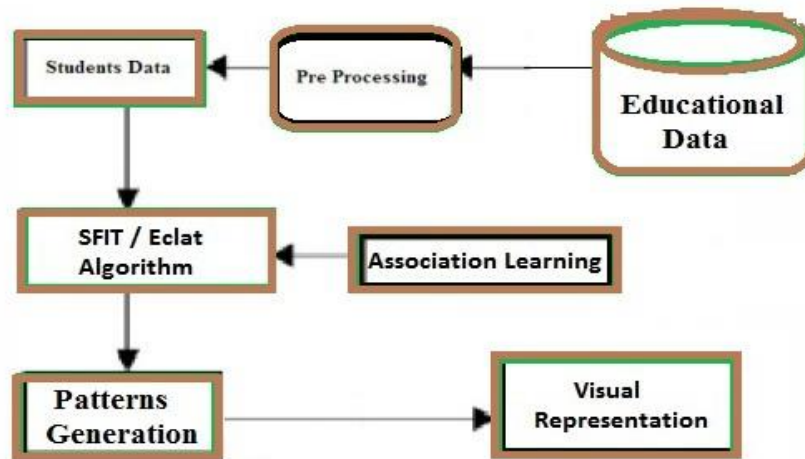 Students Data
Pre Processing
Educational
Data
SFIT / Eclat
Algorithm
Association Learning
Patterns
Generation
Visual
Representation